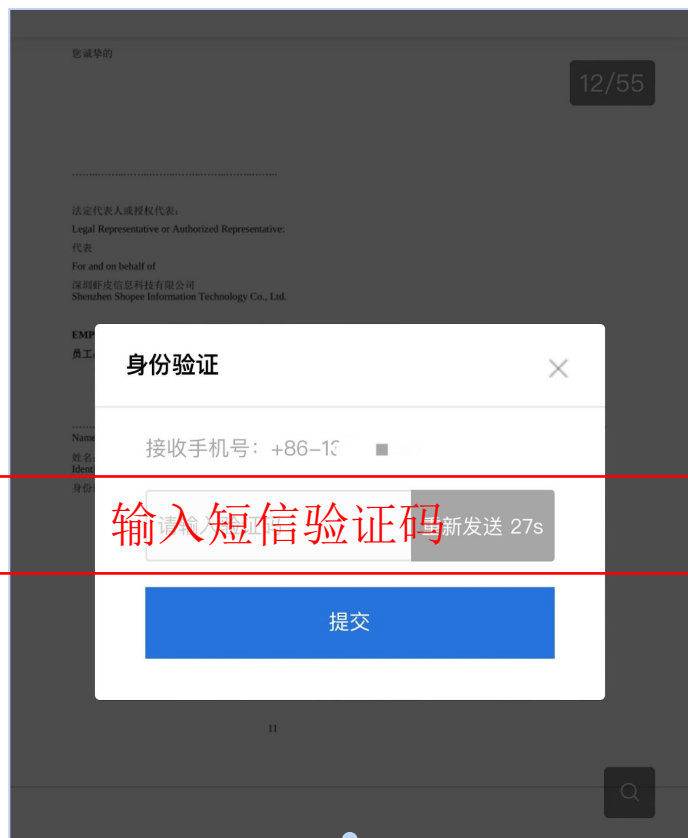 您诚挚的
12/55
法定代表人或授权代表:
Legal Representative or Authorized Representative:
代表
For and on behalf of
深圳虾皮信息科技有限公司
Shenzhen Shopee Information Technology Co., Ltd.
EMP
员工
身份验证
Name
接收手机号: +86-13
姓名
Identi
身份
输入短信验证码
重新发送 27s
提交
11